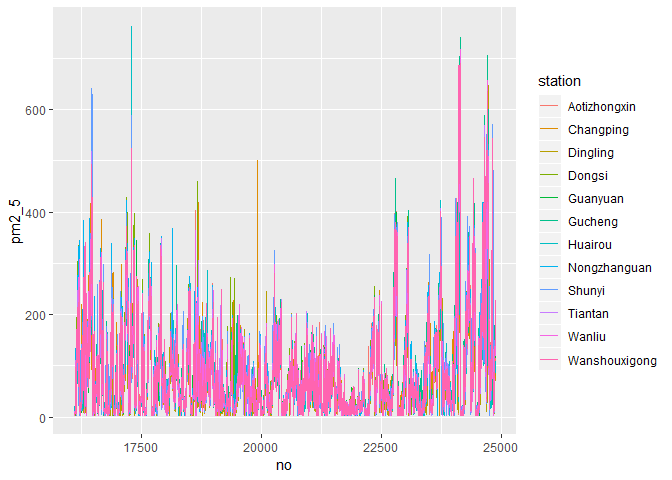 station
Aotizhongxin
Changping
Dingling
Dongsi
Guanyuan
Gucheng
Huairou
Nongzhanguan
Shunyi
Tiantan
Wanliu
Wanshouxigong
pm2_5
600
400
200
0
17500
20000
22500
25000
no